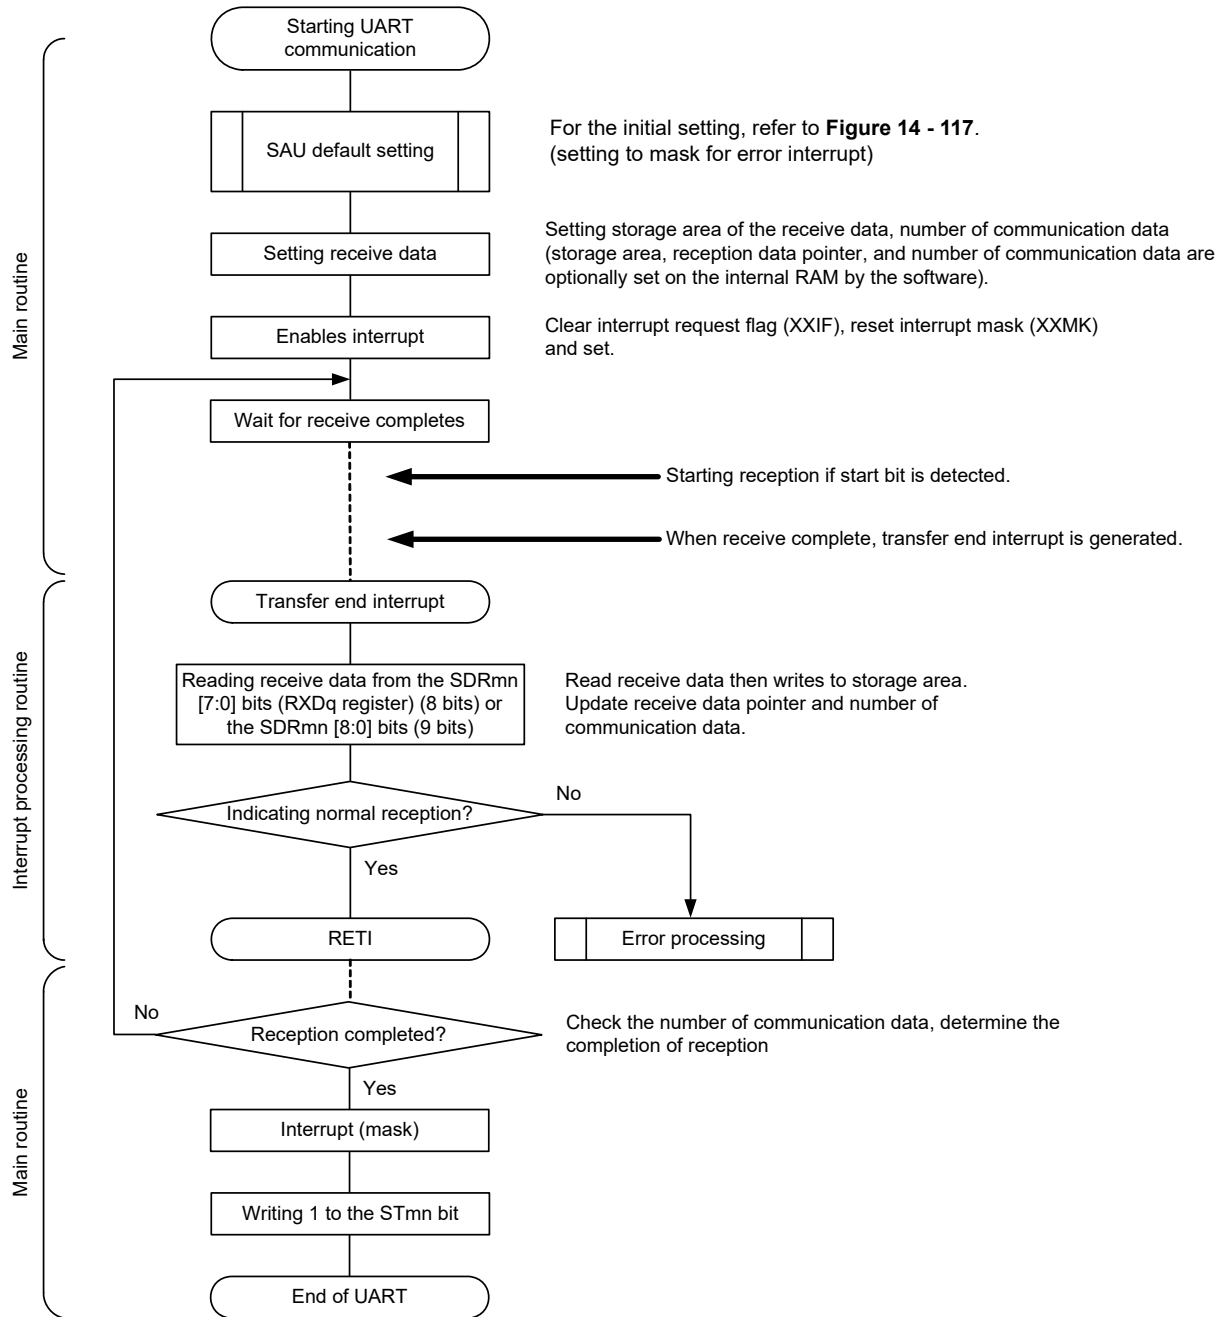 Starting UART
communication
SAU default setting
For the initial setting, refer to Figure 14 - 117.
(setting to mask for error interrupt)
Setting receive data
Setting storage area of the receive data, number of communication data
(storage area, reception data pointer, and number of communication data are
optionally set on the internal RAM by the software).
Main routine
Enables interrupt
Clear interrupt request flag (XXIF), reset interrupt mask (XXMK)
and set.
Wait for receive completes
Starting reception if start bit is detected.
When receive complete, transfer end interrupt is generated.
Transfer end interrupt
Interrupt processing routine
Reading receive data from the SDRmn
[7:0] bits (RXDq register) (8 bits) or
the SDRmn [8:0] bits (9 bits)
Read receive data then writes to storage area.
Update receive data pointer and number of
communication data.
Indicating normal reception?
No
Yes
RETI
Error processing
Main routine
No
Reception completed?
Check the number of communication data, determine the
completion of reception
Yes
Interrupt (mask)
Writing 1 to the STmn bit
End of UART